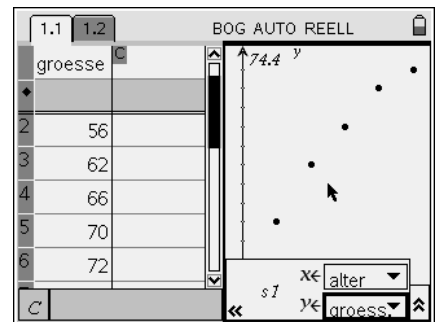 1.1 1.2 BOG AUTO REELL
groesse C
74.4 y
2 56
3 62
4 66
5 70
6 72
C
s1
x← alter
y← groess
«